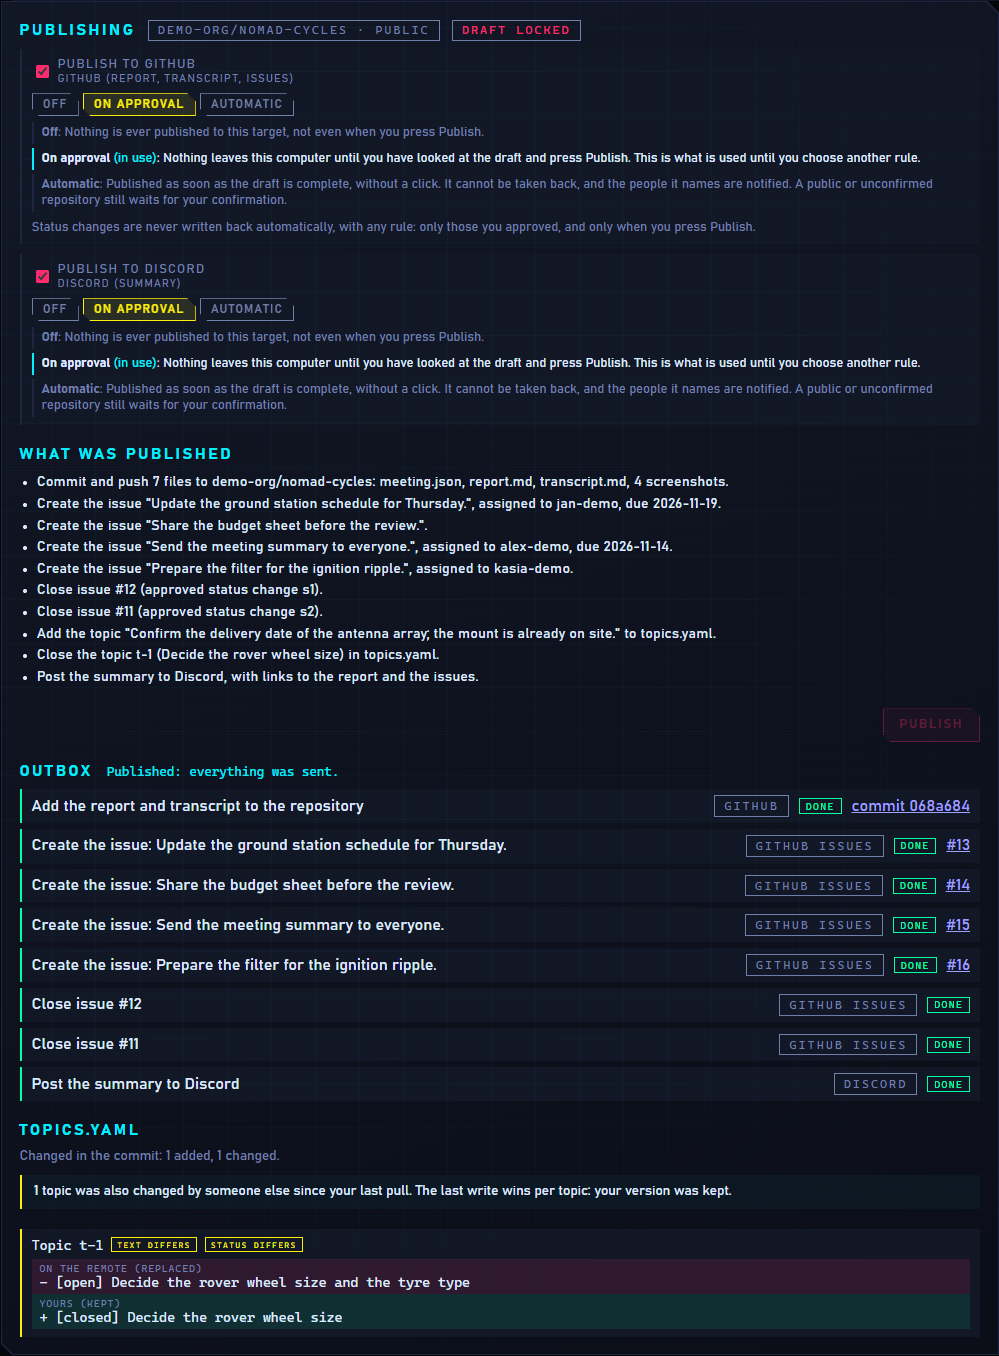 PUBLISHING DEMO-ORG/NOMAD-CYCLES · PUBLIC DRAFT LOCKED
PUBLISH TO GITHUB
GITHUB (REPORT, TRANSCRIPT, ISSUES)
OFF ON APPROVAL AUTOMATIC
Off: Nothing is ever published to this target, not even when you press Publish.
On approval (in use): Nothing leaves this computer until you have looked at the draft and press Publish. This is what is used until you choose another rule.
Automatic: Published as soon as the draft is complete, without a click. It cannot be taken back, and the people it names are notified. A public or unconfirmed
repository still waits for your confirmation.
Status changes are never written back automatically, with any rule: only those you approved, and only when you press Publish.
PUBLISH TO DISCORD
DISCORD (SUMMARY)
OFF ON APPROVAL AUTOMATIC
Off: Nothing is ever published to this target, not even when you press Publish.
On approval (in use): Nothing leaves this computer until you have looked at the draft and press Publish. This is what is used until you choose another rule.
Automatic: Published as soon as the draft is complete, without a click. It cannot be taken back, and the people it names are notified. A public or unconfirmed
repository still waits for your confirmation.
WHAT WAS PUBLISHED
• Commit and push 7 files to demo-org/nomad-cycles: meeting.json, report.md, transcript.md, 4 screenshots.
• Create the issue "Update the ground station schedule for Thursday.", assigned to jan-demo, due 2026-11-19.
• Create the issue "Share the budget sheet before the review.".
• Create the issue "Send the meeting summary to everyone.", assigned to alex-demo, due 2026-11-14.
• Create the issue "Prepare the filter for the ignition ripple.", assigned to kasia-demo.
• Close issue #12 (approved status change s1).
• Close issue #11 (approved status change s2).
• Add the topic "Confirm the delivery date of the antenna array; the mount is already on site." to topics.yaml.
• Close the topic t-1 (Decide the rover wheel size) in topics.yaml.
• Post the summary to Discord, with links to the report and the issues.
PUBLISH
OUTBOX Published: everything was sent.
Add the report and transcript to the repository GITHUB DONE commit 068a684
Create the issue: Update the ground station schedule for Thursday. GITHUB ISSUES DONE #13
Create the issue: Share the budget sheet before the review. GITHUB ISSUES DONE #14
Create the issue: Send the meeting summary to everyone. GITHUB ISSUES DONE #15
Create the issue: Prepare the filter for the ignition ripple. GITHUB ISSUES DONE #16
Close issue #12 GITHUB ISSUES DONE
Close issue #11 GITHUB ISSUES DONE
Post the summary to Discord DISCORD DONE
TOPICS.YAML
Changed in the commit: 1 added, 1 changed.
1 topic was also changed by someone else since your last pull. The last write wins per topic: your version was kept.
Topic t-1 TEXT DIFFERS STATUS DIFFERS
ON THE REMOTE (REPLACED)
- [open] Decide the rover wheel size and the tyre type
YOURS (KEPT)
+ [closed] Decide the rover wheel size